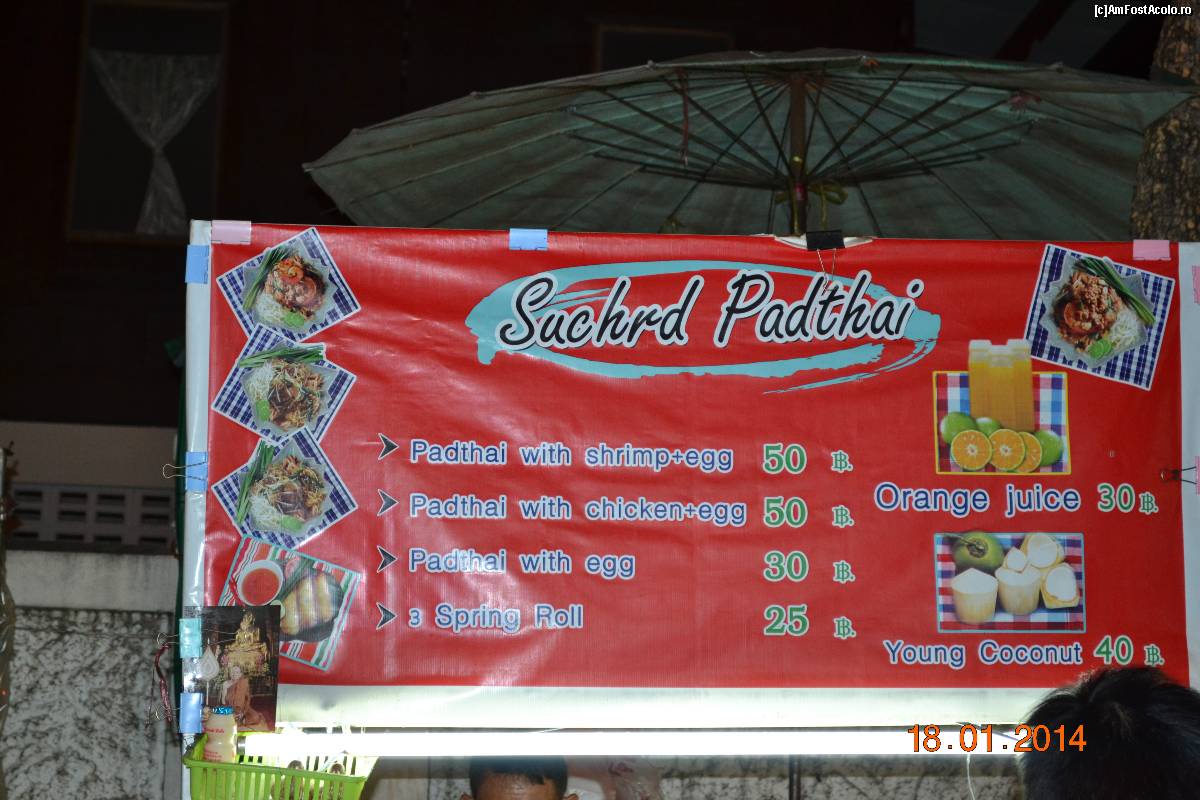 [c]AmFostAcolo.ro
Suchrd Padthai
➤ Padthai with shrimp+egg 50 ฿.
➤ Padthai with chicken+egg 50 ฿.
➤ Padthai with egg 30 ฿.
➤ 3 Spring Roll 25 ฿.
Orange juice 30 ฿.
Young Coconut 40 ฿.
18.01.2014